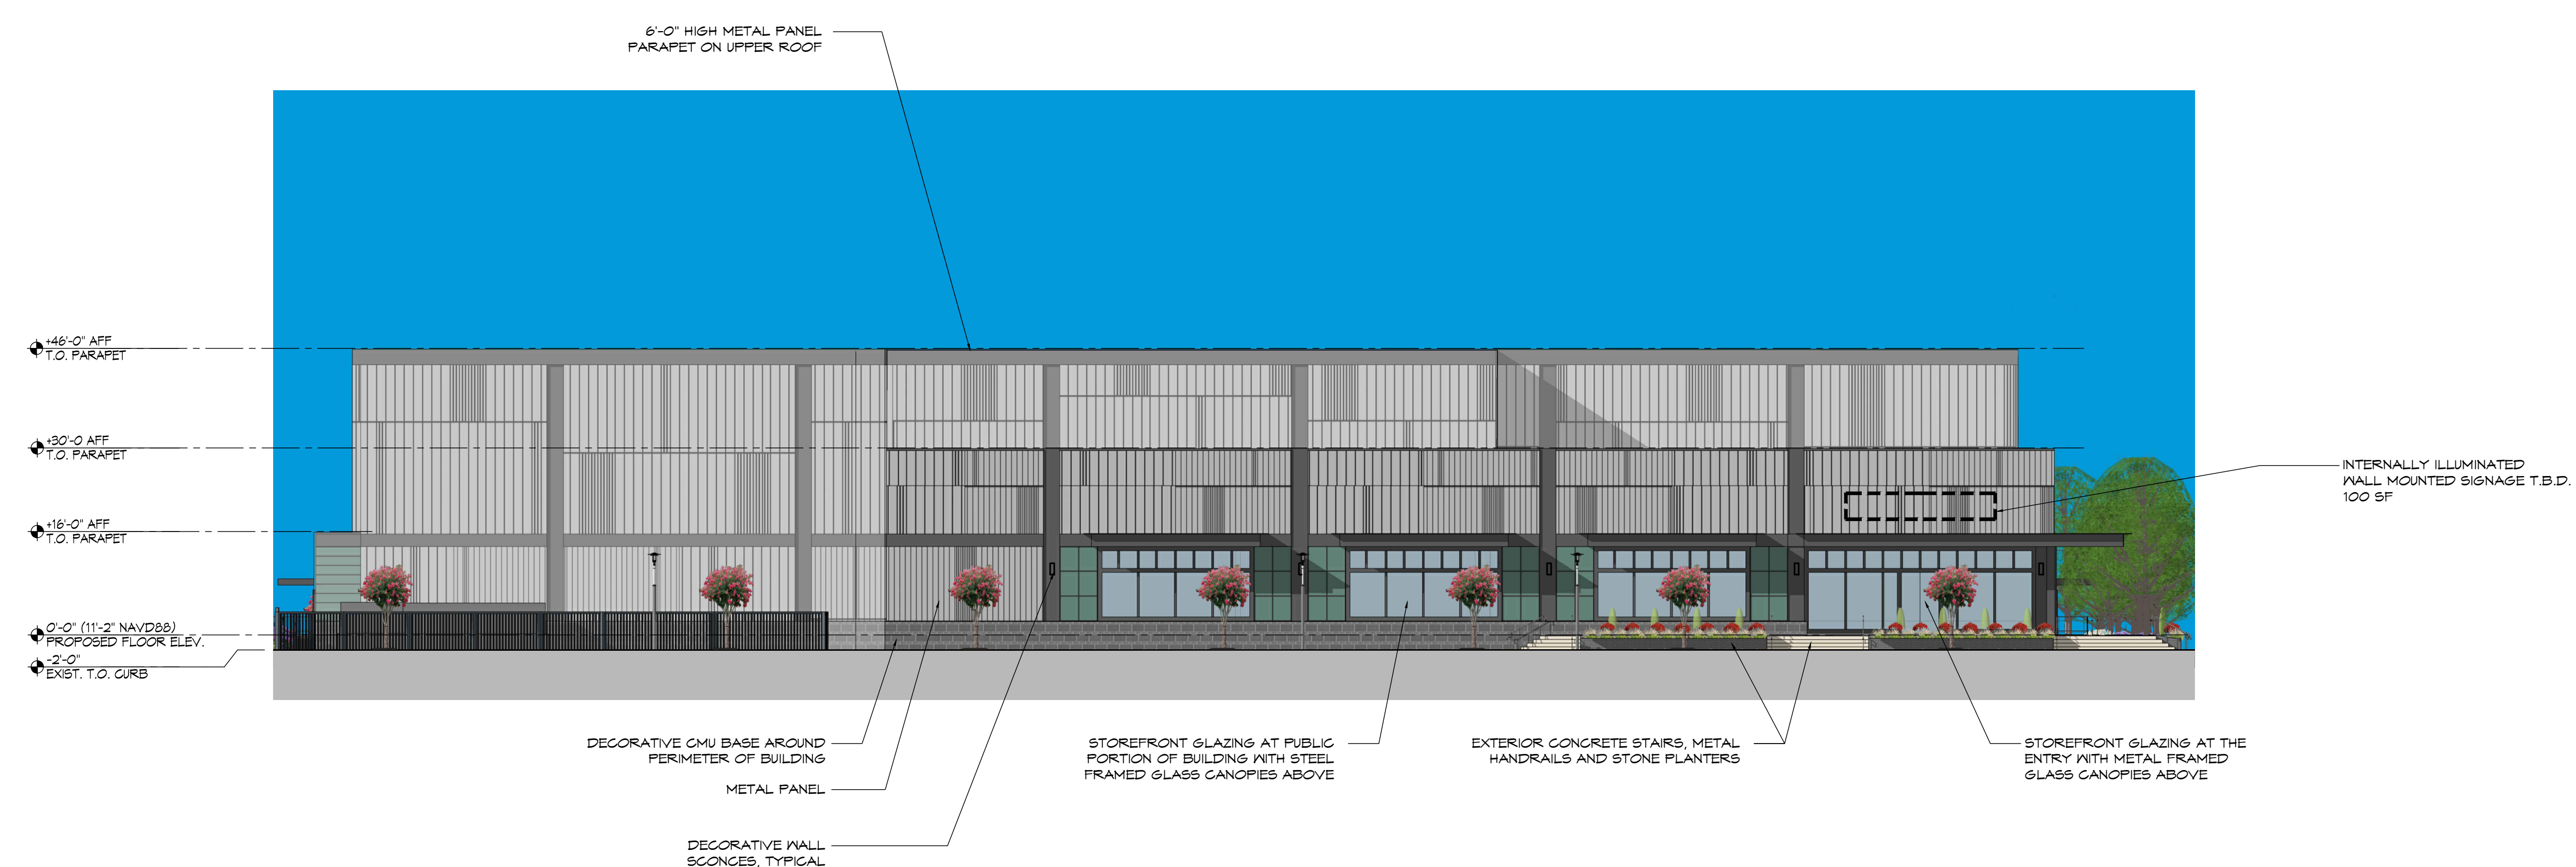 6'-0" HIGH METAL PANEL
PARAPET ON UPPER ROOF
+46'-0" AFF
T.O. PARAPET
+30'-0 AFF
T.O. PARAPET
+16'-0" AFF
T.O. PARAPET
0'-0" (11'-2" NAVD88)
PROPOSED FLOOR ELEV.
-2'-0"
EXIST. T.O. CURB
INTERNALLY ILLUMINATED
WALL MOUNTED SIGNAGE T.B.D.
100 SF
DECORATIVE CMU BASE AROUND
PERIMETER OF BUILDING
METAL PANEL
DECORATIVE WALL
SCONCES, TYPICAL
STOREFRONT GLAZING AT PUBLIC
PORTION OF BUILDING WITH STEEL
FRAMED GLASS CANOPIES ABOVE
EXTERIOR CONCRETE STAIRS, METAL
HANDRAILS AND STONE PLANTERS
STOREFRONT GLAZING AT THE
ENTRY WITH METAL FRAMED
GLASS CANOPIES ABOVE